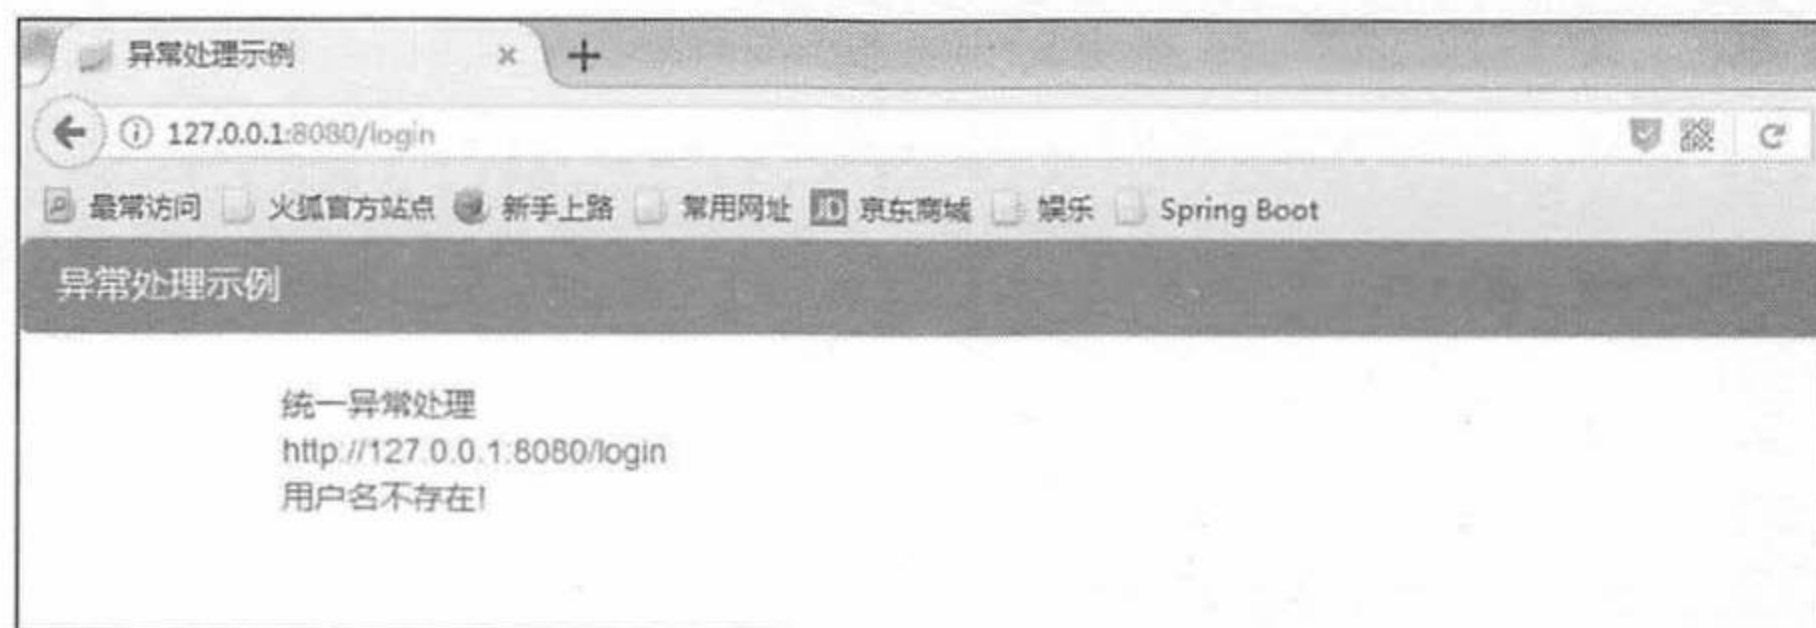 异常处理示例
127.0.0.1:8080/login
最常访问 火狐官方站点 新手上路 常用网址 JD 京东商城 娱乐 Spring Boot
异常处理示例
统一异常处理
http://127.0.0.1:8080/login
用户名不存在!